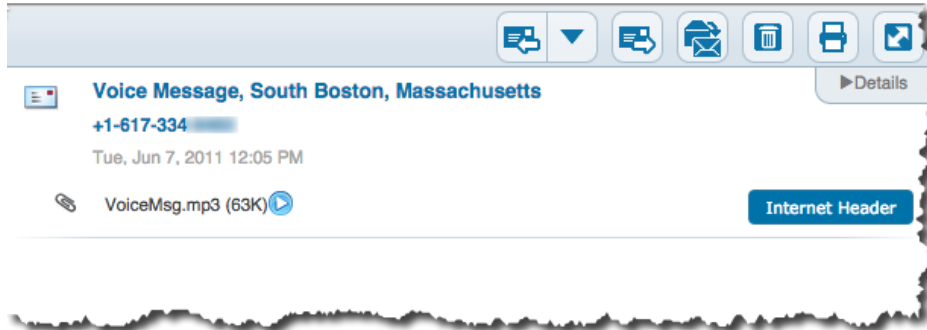 ▶Details
Voice Message, South Boston, Massachusetts
+1-617-334
Tue, Jun 7, 2011 12:05 PM
VoiceMsg.mp3 (63K)
Internet Header